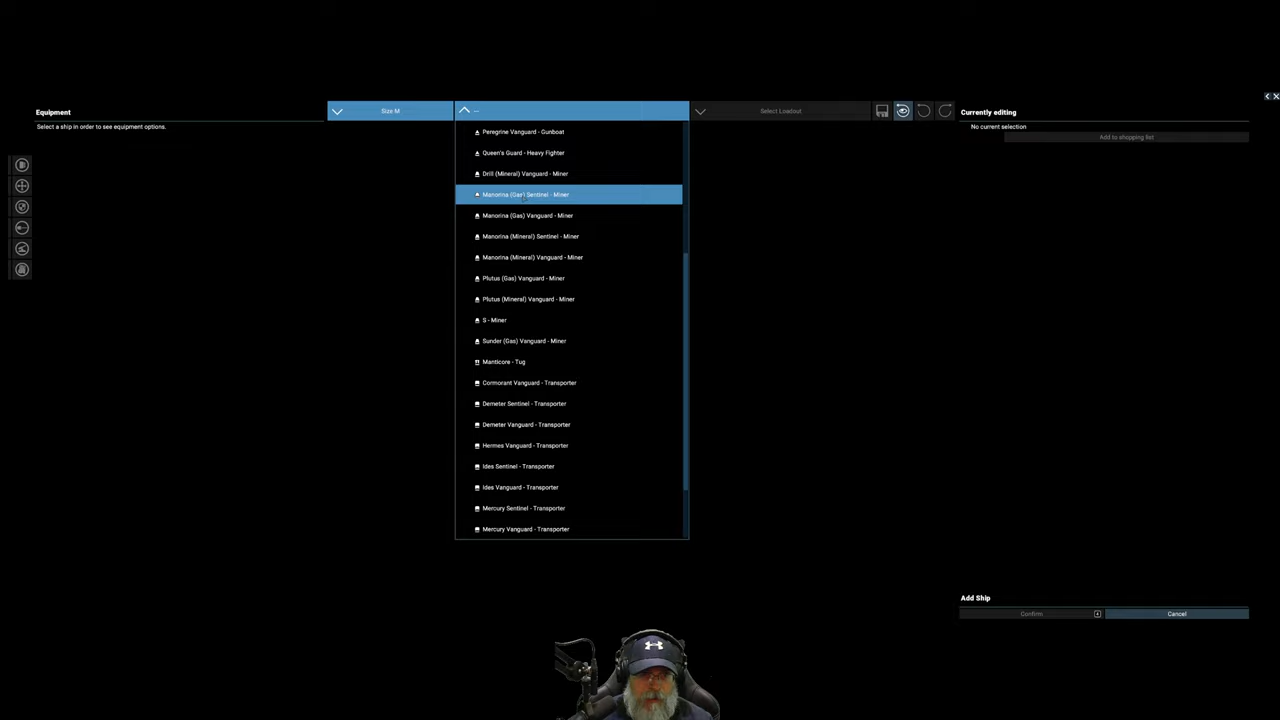 Equipment
Select a ship in order to see equipment options.
Size M
--
Select Loadout
Currently editing
No current selection
Add to shopping list
Peregrine Vanguard - Gunboat
Queen's Guard - Heavy Fighter
Drill (Mineral) Vanguard - Miner
Manorina (Gas) Sentinel - Miner
Manorina (Gas) Vanguard - Miner
Manorina (Mineral) Sentinel - Miner
Manorina (Mineral) Vanguard - Miner
Plutus (Gas) Vanguard - Miner
Plutus (Mineral) Vanguard - Miner
S - Miner
Sunder (Gas) Vanguard - Miner
Manticore - Tug
Cormorant Vanguard - Transporter
Demeter Sentinel - Transporter
Demeter Vanguard - Transporter
Hermes Vanguard - Transporter
Ides Sentinel - Transporter
Ides Vanguard - Transporter
Mercury Sentinel - Transporter
Mercury Vanguard - Transporter
Add Ship
Confirm
Cancel